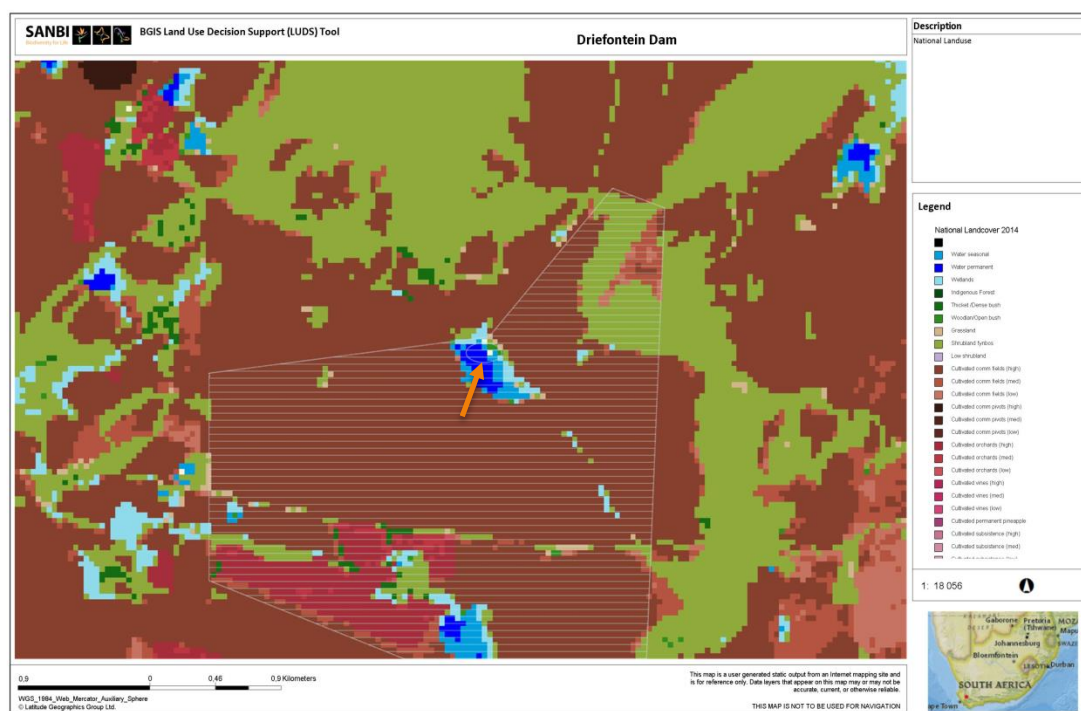 SANBI
Biodiversity for Life
BGIS Land Use Decision Support (LUDS) Tool
Driefontein Dam
Description
National Landuse
Legend
National Landcover 2014
Water seasonal
Water permanent
Wetlands
Indigenous Forest
Thicket /Dense bush
Woodlan/Open bush
Grassland
Shrubland fynbos
Low shrubland
Cultivated comm fields (high)
Cultivated comm fields (med)
Cultivated comm fields (low)
Cultivated comm pivots (high)
Cultivated comm pivots (med)
Cultivated comm pivots (low)
Cultivated orchards (high)
Cultivated orchards (med)
Cultivated orchards (low)
Cultivated vines (high)
Cultivated vines (med)
Cultivated vines (low)
Cultivated permanent pineapple
Cultivated subsistence (high)
Cultivated subsistence (med)
1: 18 056
Gaborone
Pretoria
(Tshwane)
Johannesburg
Bloemfontein
LESOTHO
Durban
SOUTH AFRICA
ape Town
0,9
0
0,46
0,9 Kilometers
WGS_1984_Web_Mercator_Auxiliary_Sphere
© Latitude Geographics Group Ltd.
This map is a user generated static output from an Internet mapping site and
is for reference only. Data layers that appear on this map may or may not be
accurate, current, or otherwise reliable.
THIS MAP IS NOT TO BE USED FOR NAVIGATION